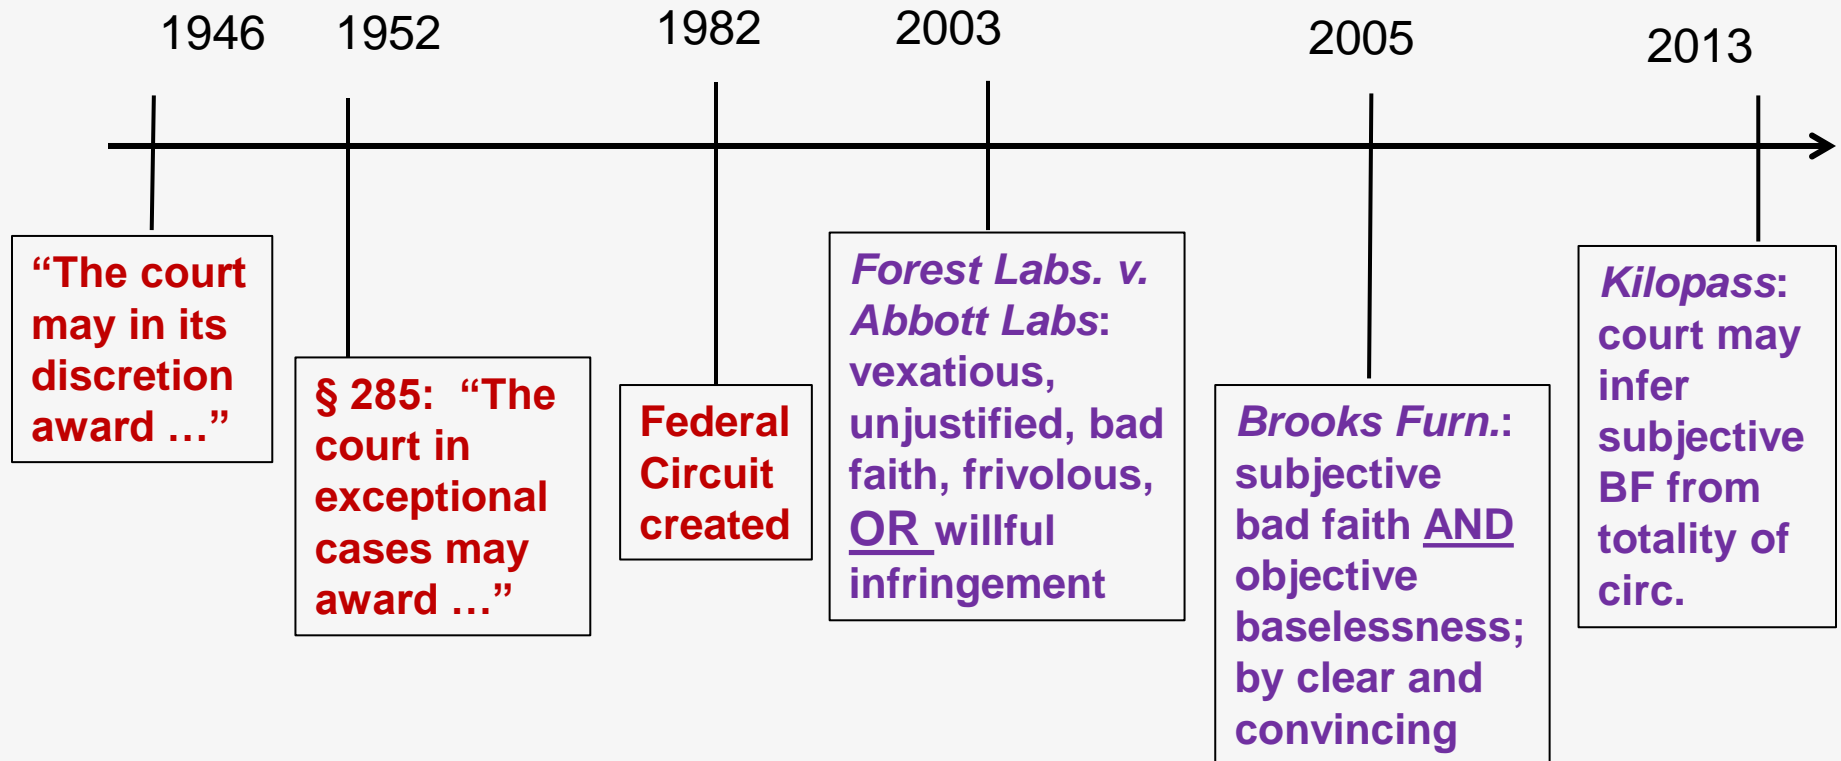 1946
1952
1982
2003
2005
2013
“The court
may in its
discretion
award …”
§ 285:  “The
court in
exceptional
cases may
award …”
Federal
Circuit
created
Forest Labs. v.
Abbott Labs:
vexatious,
unjustified, bad
faith, frivolous,
OR willful
infringement
Brooks Furn.:
subjective
bad faith AND
objective
baselessness;
by clear and
convincing
Kilopass:
court may
infer
subjective
BF from
totality of
circ.